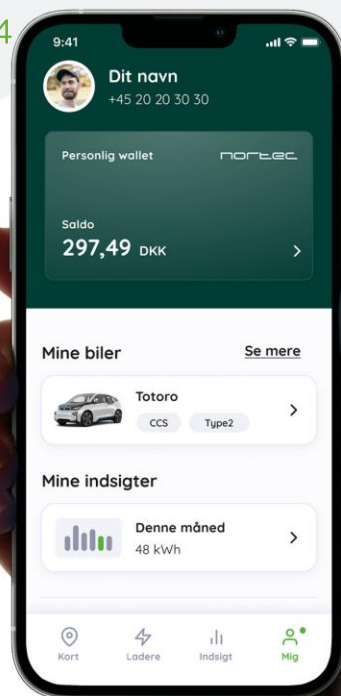 4
9:41
Dit navn
+45 20 20 30 30
Personlig wallet nortec
Saldo
297,49 DKK
Mine biler Se mere
Totoro
CCS Type2
Mine indsigter
Denne måned
48 kWh
Kort Ladere Indsigt Mig